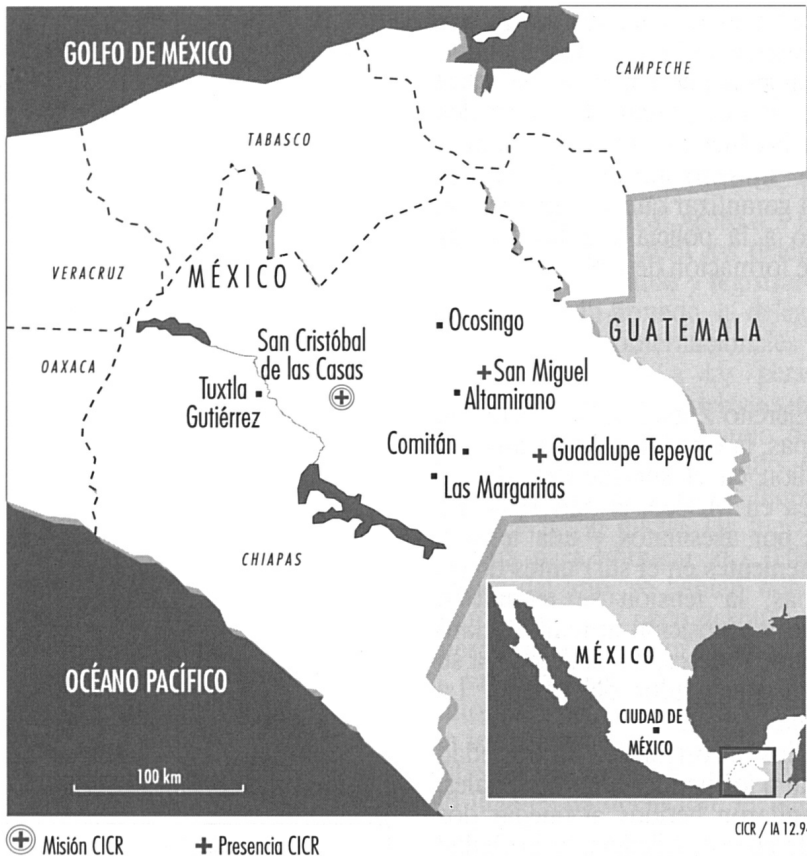 GOLFO DE MÉXICO
CAMPECHE
TABASCO
VERACRUZ
MÉXICO
Ocosingo
GUATEMALA
San Cristóbal
de las Casas
OAXACA
San Miguel
Tuxtla
Gutiérrez
Altamirano
Comitán
Guadalupe Tepeyac
Las Margaritas
CHIAPAS
OCÉANO PACÍFICO
100 km
MÉXICO
CIUDAD DE
MÉXICO
CICR / IA 12.9
Misión CICR
Presencia CICR